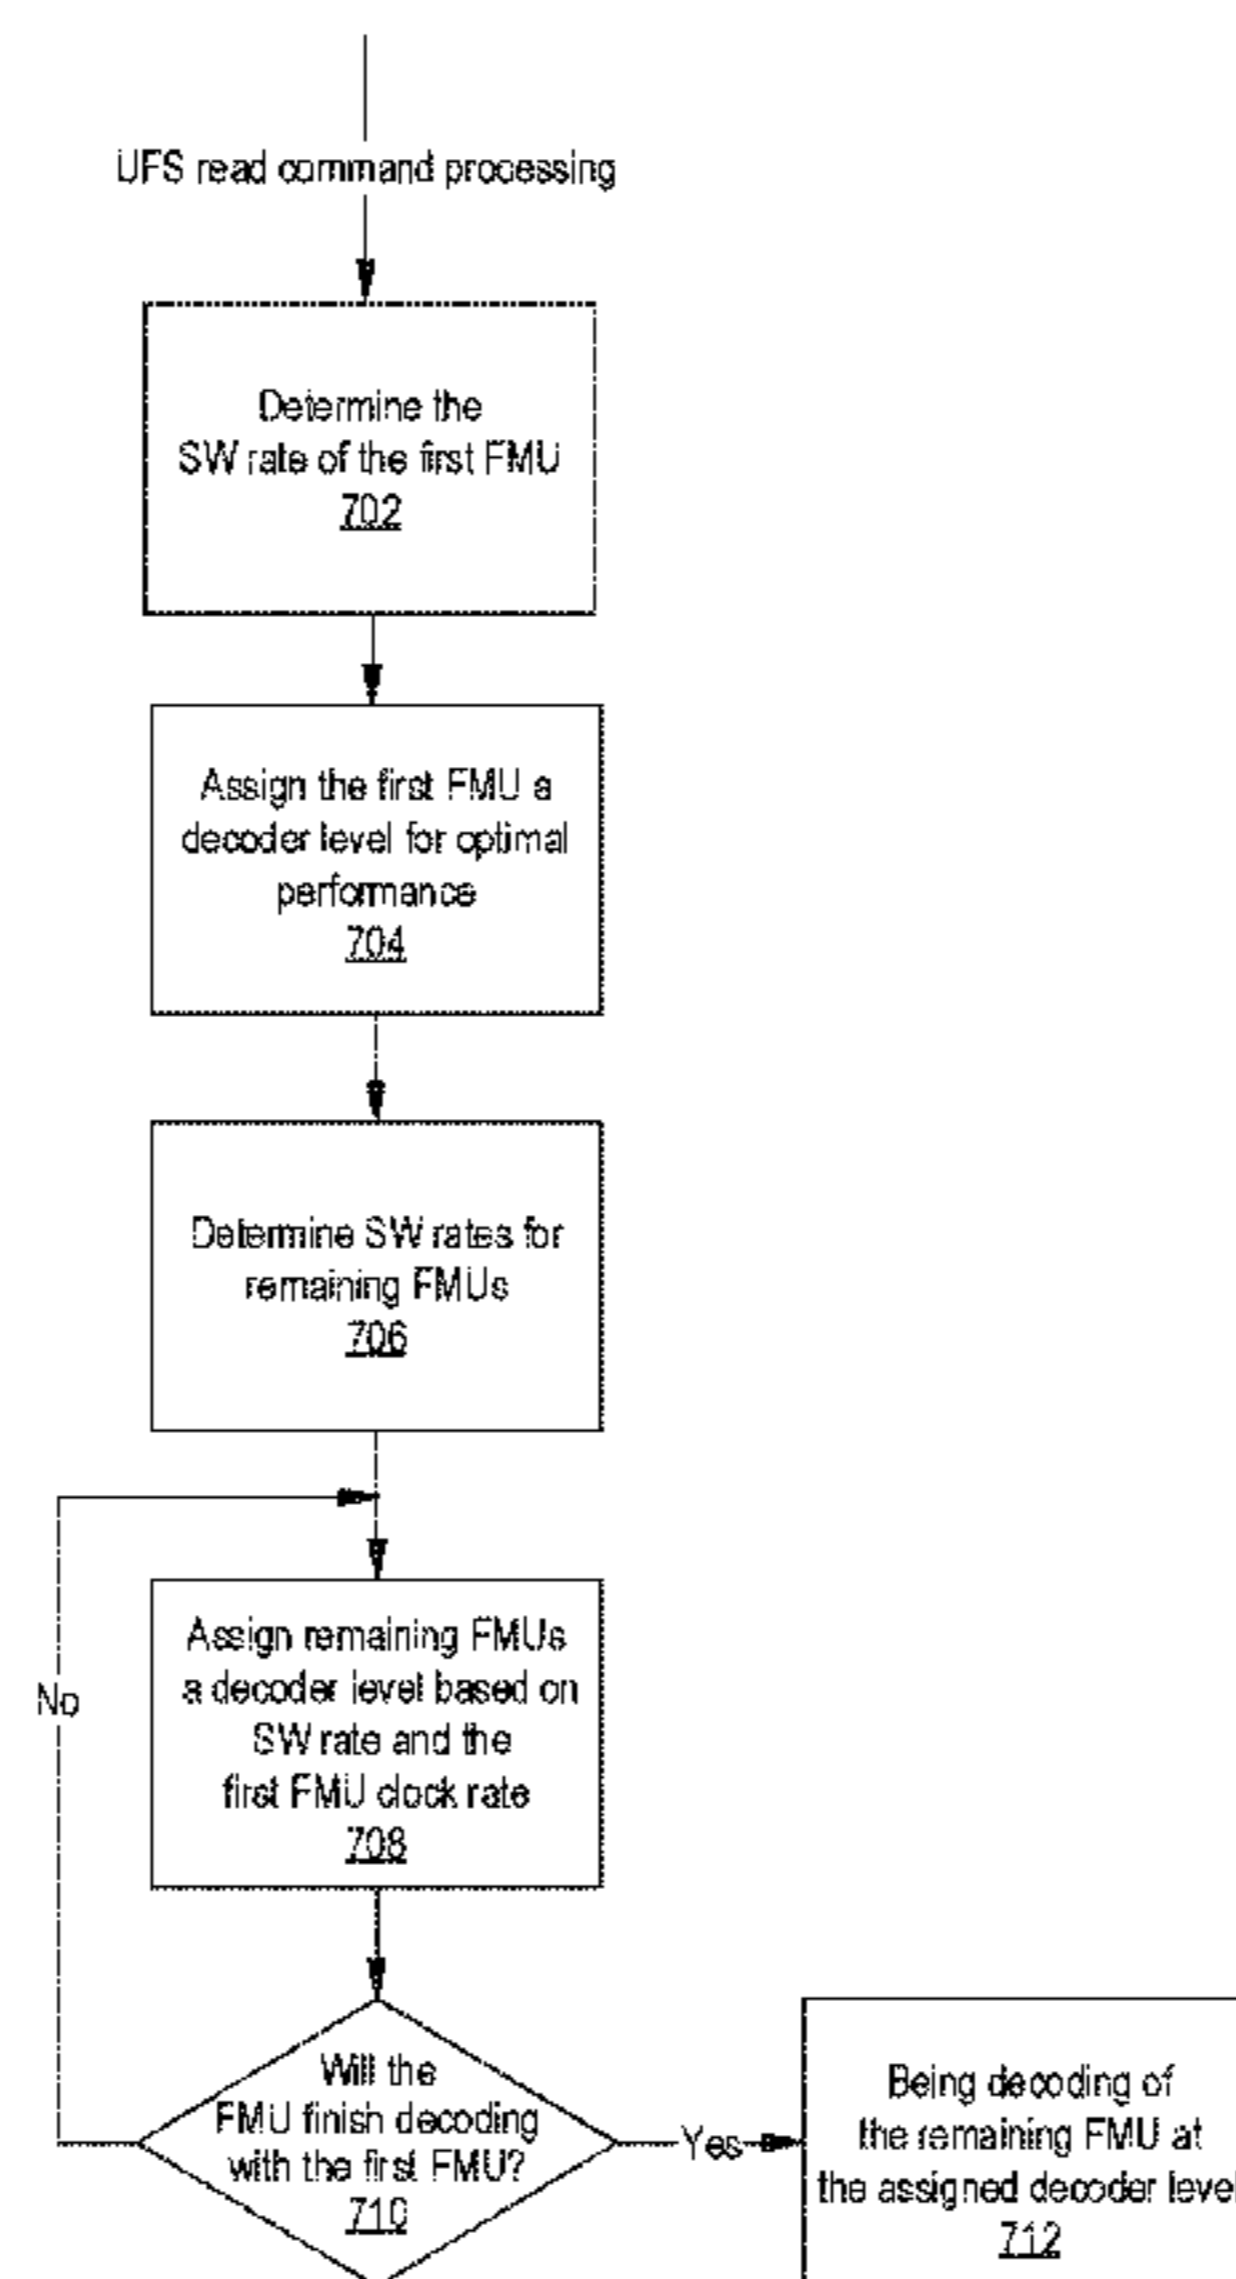 UFS read command processing
Determine the
SW rate of the first FMU
702
Assign the first FMU a
decoder level for optimal
performance
704
Determine SW rates for
remaining FMUs
706
Assign remaining FMUs
a decoder level based on
SW rate and the
first FMU clock rate
708
No
Will the
FMU finish decoding
with the first FMU?
710
Yes
Being decoding of
the remaining FMU at
the assigned decoder level
712